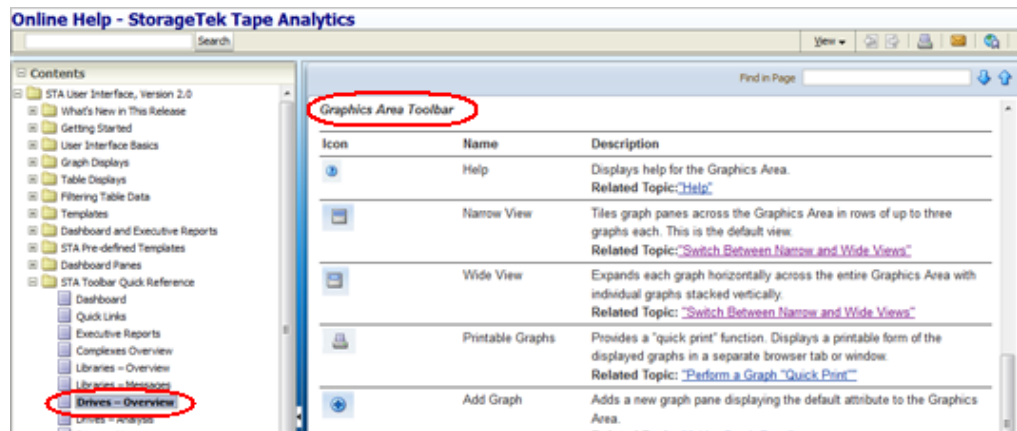 Online Help - StorageTek Tape Analytics
Search
View
Contents
STA User Interface, Version 2.0
What's New in This Release
Getting Started
User Interface Basics
Graph Displays
Table Displays
Filtering Table Data
Templates
Dashboard and Executive Reports
STA Pre-defined Templates
Dashboard Panes
STA Toolbar Quick Reference
Dashboard
Quick Links
Executive Reports
Complexes Overview
Libraries – Overview
Libraries – Messages
Drives – Overview
Drives – Analysis
Find in Page
Graphics Area Toolbar
Icon Name Description
Help Displays help for the Graphics Area.
Related Topic:"Help"
Narrow View Tiles graph panes across the Graphics Area in rows of up to three
graphs each. This is the default view.
Related Topic:"Switch Between Narrow and Wide Views"
Wide View Expands each graph horizontally across the entire Graphics Area with
individual graphs stacked vertically.
Related Topic: "Switch Between Narrow and Wide Views"
Printable Graphs Provides a "quick print" function. Displays a printable form of the
displayed graphs in a separate browser tab or window.
Related Topic: "Perform a Graph "Quick Print""
Add Graph Adds a new graph pane displaying the default attribute to the Graphics
Area.